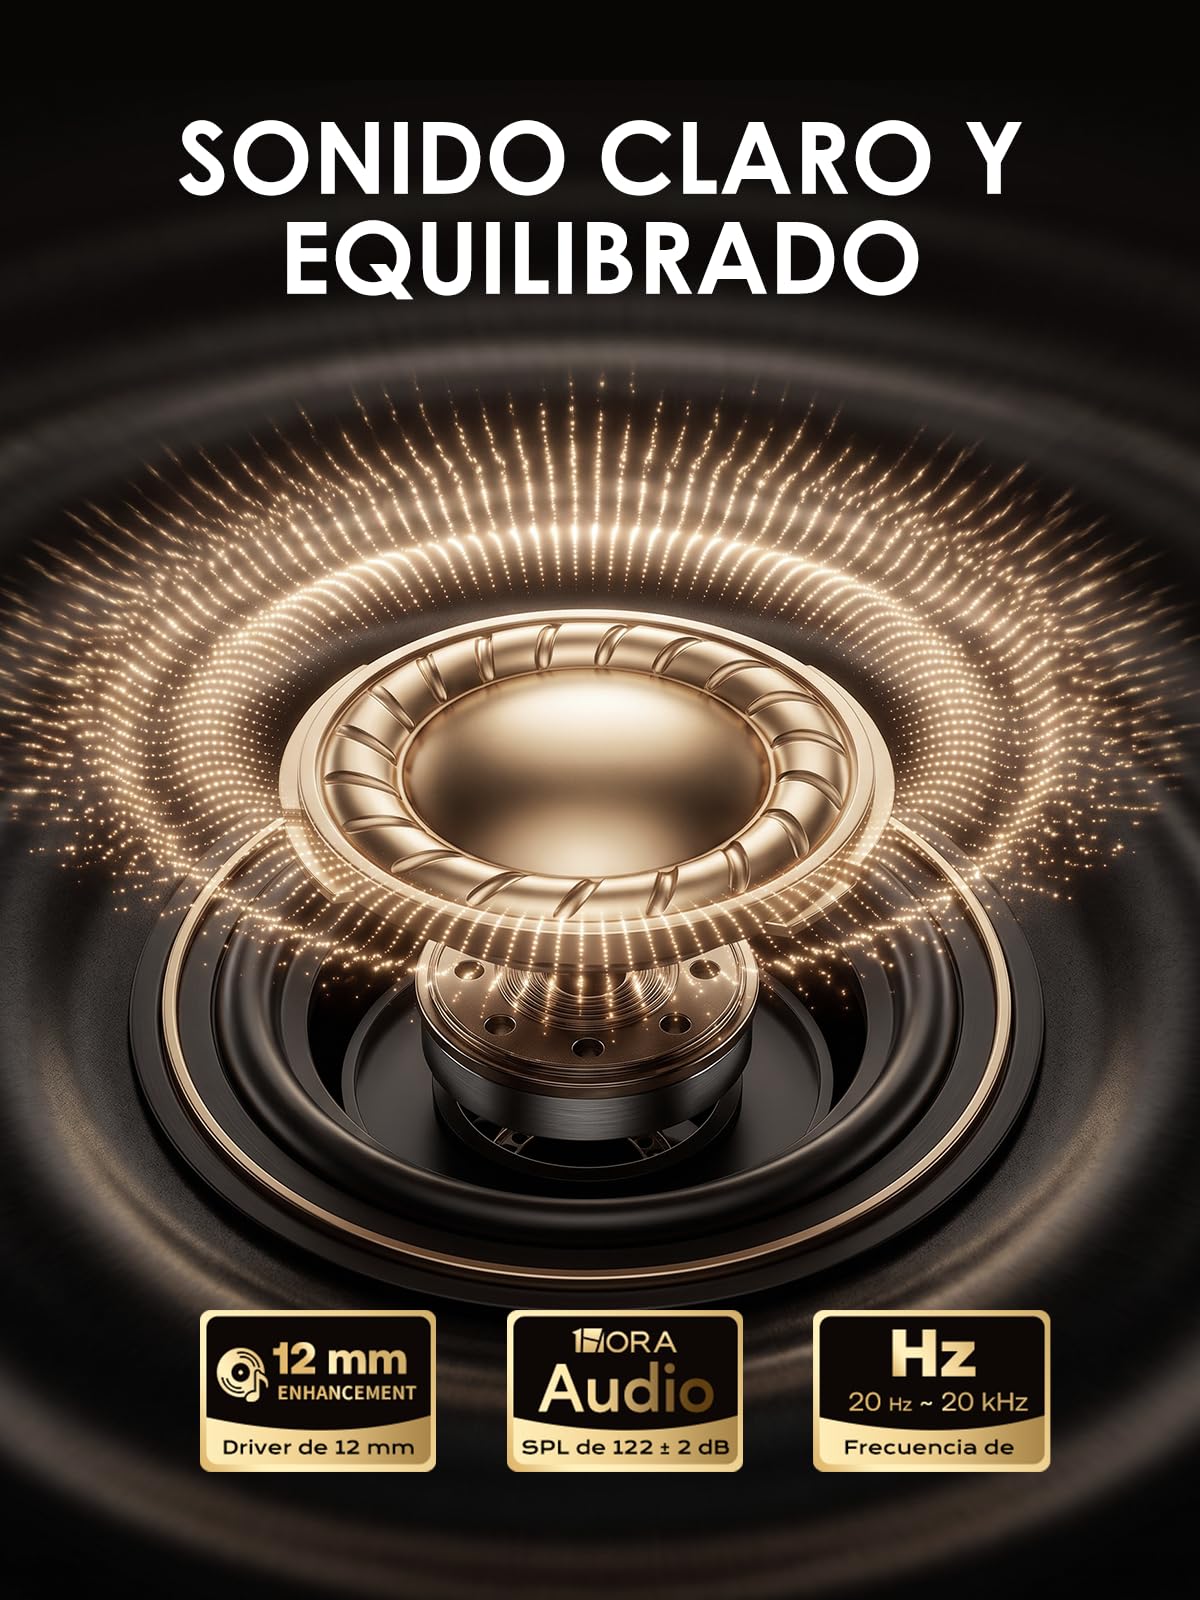 SONIDO CLARO Y
EQUILIBRADO
12 mm
ENHANCEMENT
Driver de 12 mm
1HORA
Audio
SPL de 122 ± 2 dB
Hz
20 Hz ~ 20 kHz
Frecuencia de